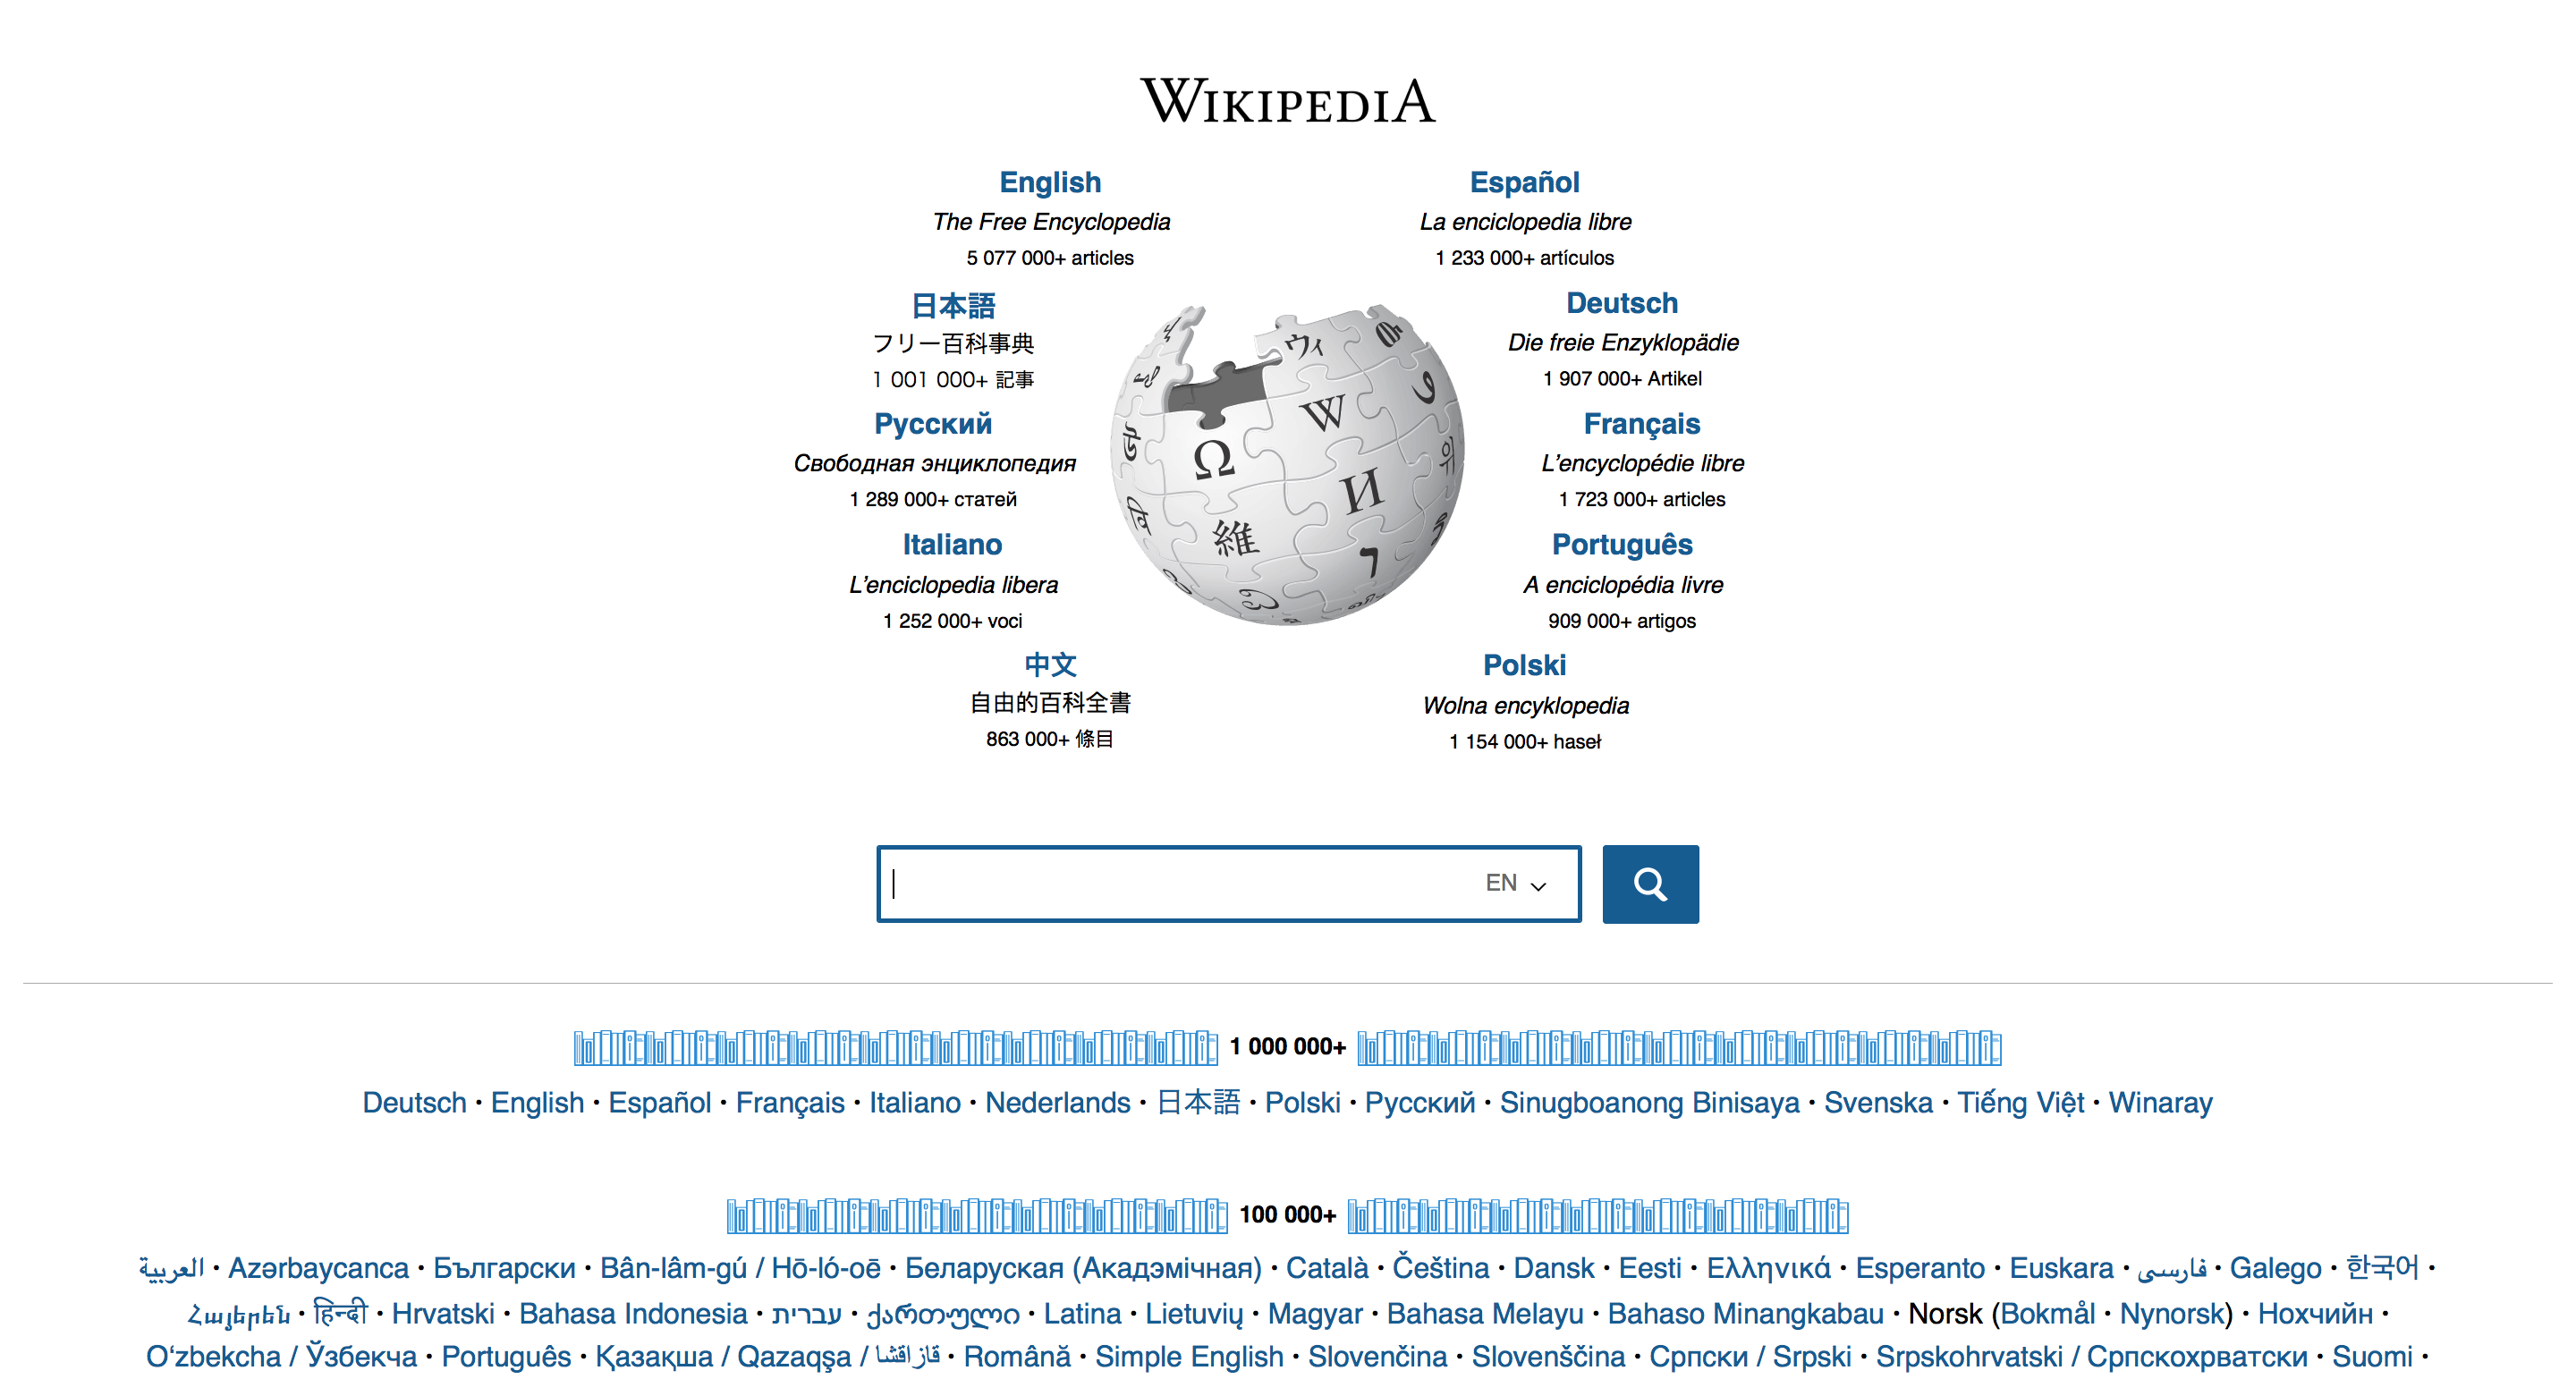 WIKIPEDIA
English
The Free Encyclopedia
5 077 000+ articles
Español
La enciclopedia libre
1 233 000+ artículos
日本語
フリー百科事典
1 001 000+ 記事
Deutsch
Die freie Enzyklopädie
1 907 000+ Artikel
Русский
Свободная энциклопедия
1 289 000+ статей
Français
L’encyclopédie libre
1 723 000+ articles
Italiano
L’enciclopedia libera
1 252 000+ voci
Português
A enciclopédia livre
909 000+ artigos
中文
自由的百科全書
863 000+ 條目
Polski
Wolna encyklopedia
1 154 000+ haseł
ウィ
Ω W
И
維
EN
1 000 000+
Deutsch • English • Español • Français • Italiano • Nederlands • 日本語 • Polski • Русский • Sinugboanong Binisaya • Svenska • Tiếng Việt • Winaray
100 000+
العربية • Azərbaycanca • Български • Bân-lâm-gú / Hō-ló-oē • Беларуская (Акадэмічная) • Català • Čeština • Dansk • Eesti • Ελληνικά • Esperanto • Euskara • فارسی • Galego • 한국어 •
Հայերեն • हिन्दी • Hrvatski • Bahasa Indonesia • עברית • ქართული • Latina • Lietuvių • Magyar • Bahasa Melayu • Bahaso Minangkabau • Norsk (Bokmål • Nynorsk) • Нохчийн •
O‘zbekcha / Ўзбекча • Português • Қазақша / Qazaqşa / قازاقشا • Română • Simple English • Slovenčina • Slovenščina • Српски / Srpski • Srpskohrvatski / Српскохрватски • Suomi •